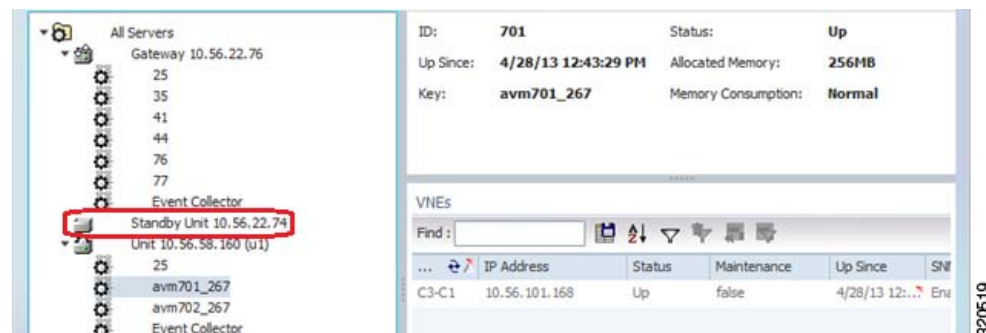 All Servers
Gateway 10.56.22.76
25
35
41
44
76
77
Event Collector
Standby Unit 10.56.22.74
Unit 10.56.58.160 (u1)
25
avm701_267
avm702_267
Event Collector
ID: 701 Status: Up
Up Since: 4/28/13 12:43:29 PM Allocated Memory: 256MB
Key: avm701_267 Memory Consumption: Normal
VNEs
Find :
... IP Address Status Maintenance Up Since
C3-C1 10.56.101.168 Up false 4/28/13 12:... Ena
320519